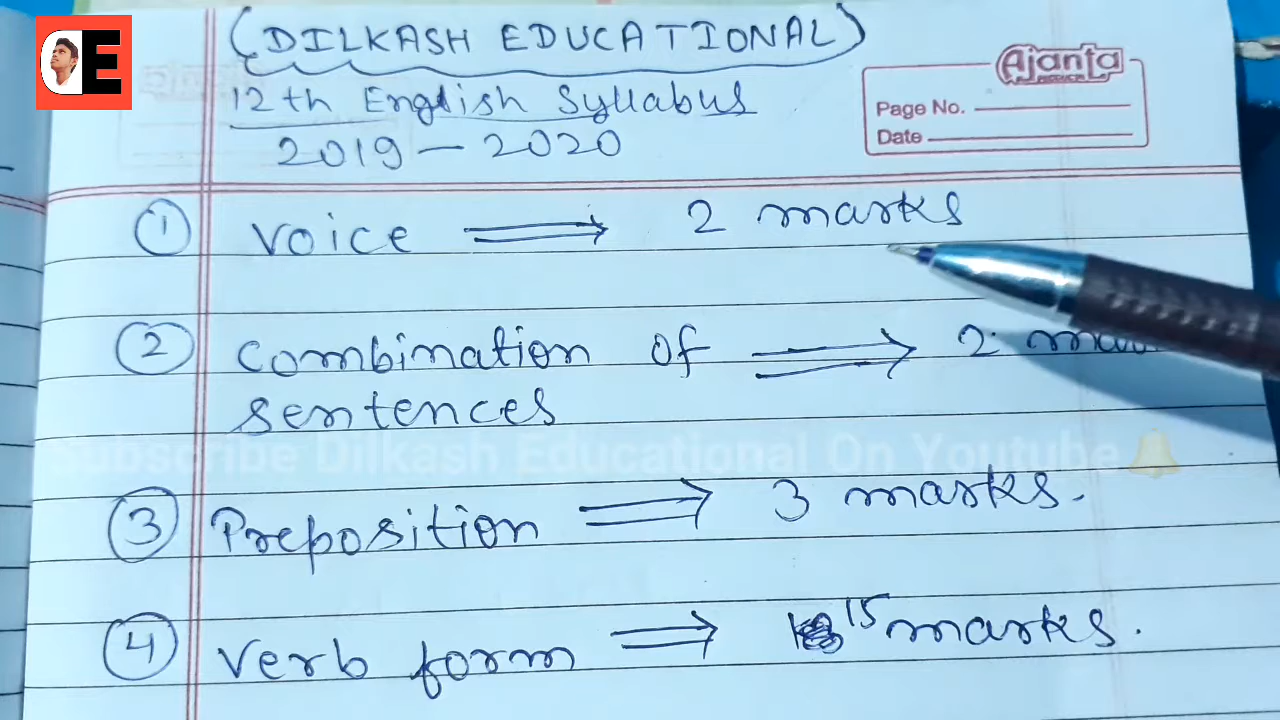 (DILKASH EDUCATIONAL)
E
12th English Syllabus
2019 - 2020
Ajanta
Page No.
Date
① Voice ⟹ 2 marks
② Combination of ⟹ 2
sentences
Subscribe Dilkash Educational On Youtube
③ Preposition ⟹ 3 marks.
④ Verb form ⟹ 15 marks.